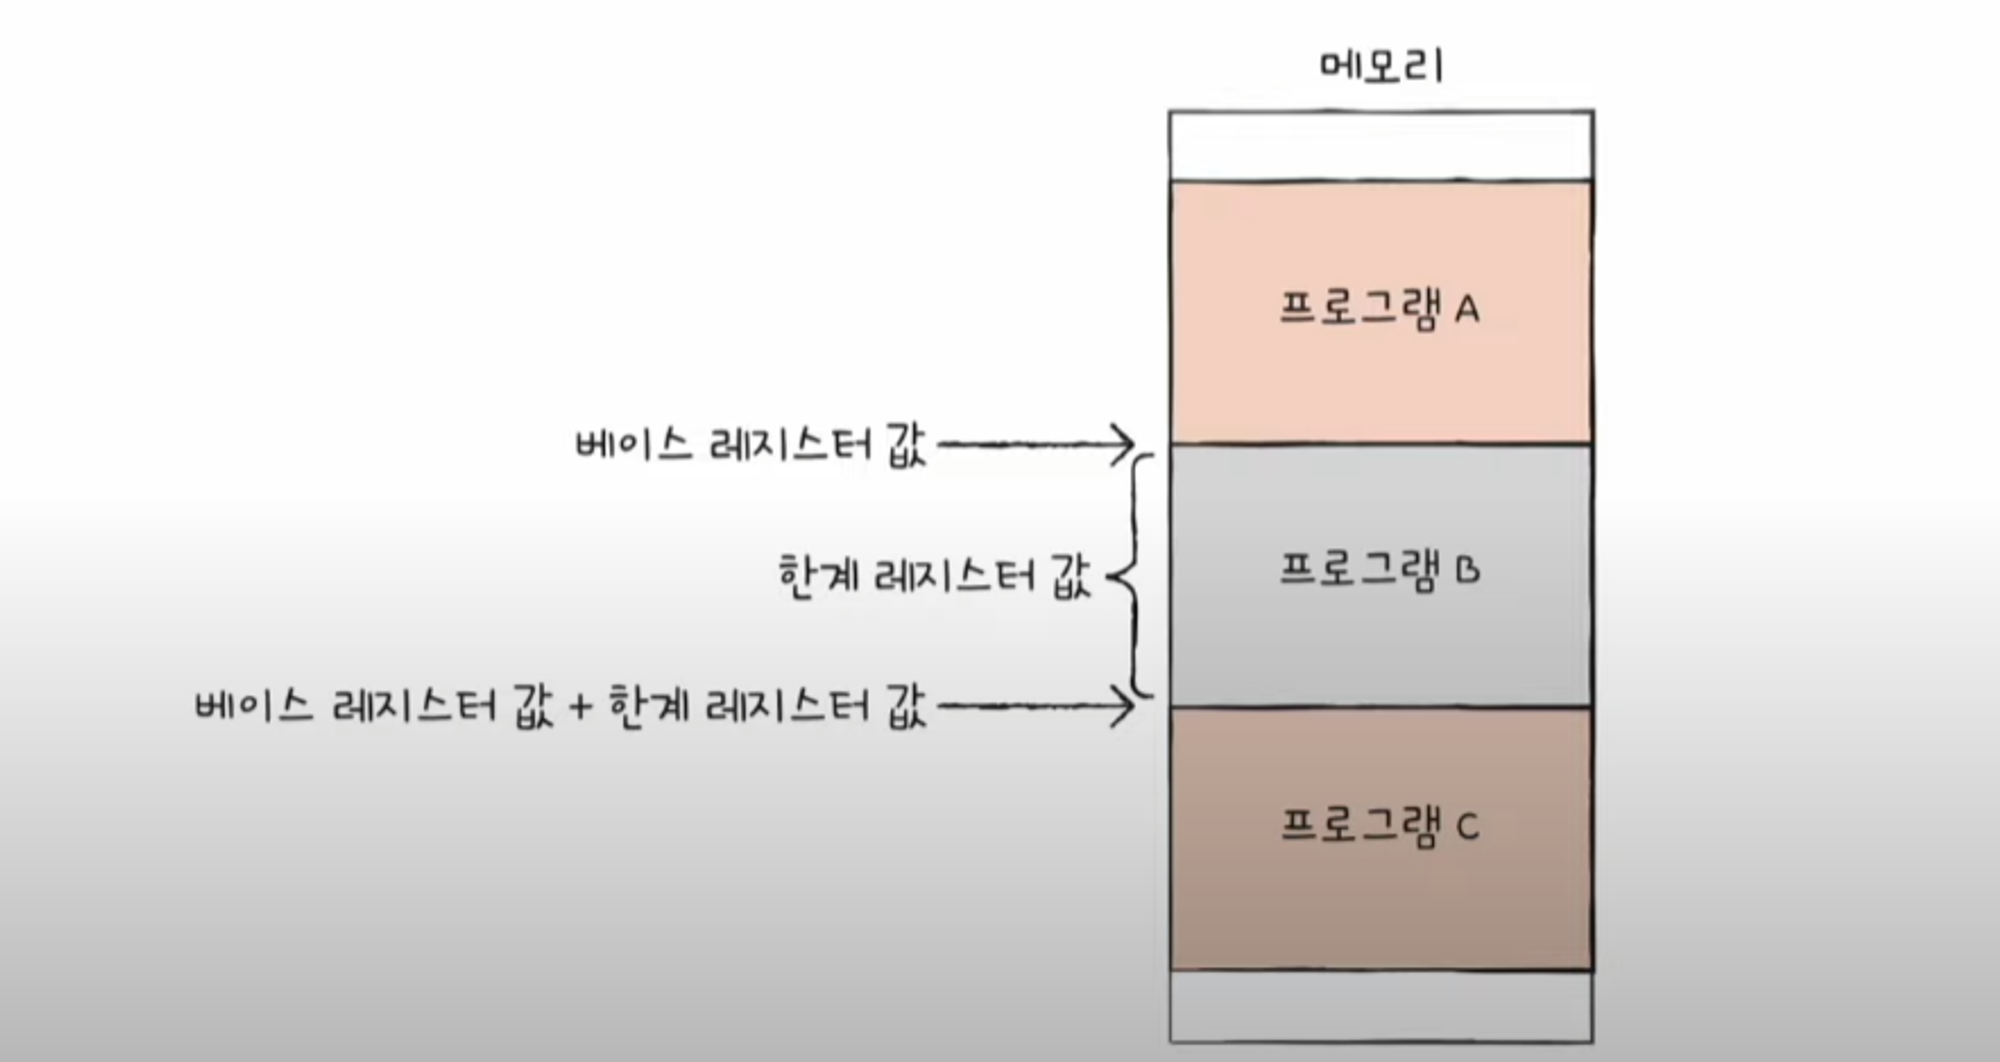 메모리
프로그램 A
베이스 레지스터 값
한계 레지스터 값
프로그램 B
베이스 레지스터 값 + 한계 레지스터 값
프로그램 C